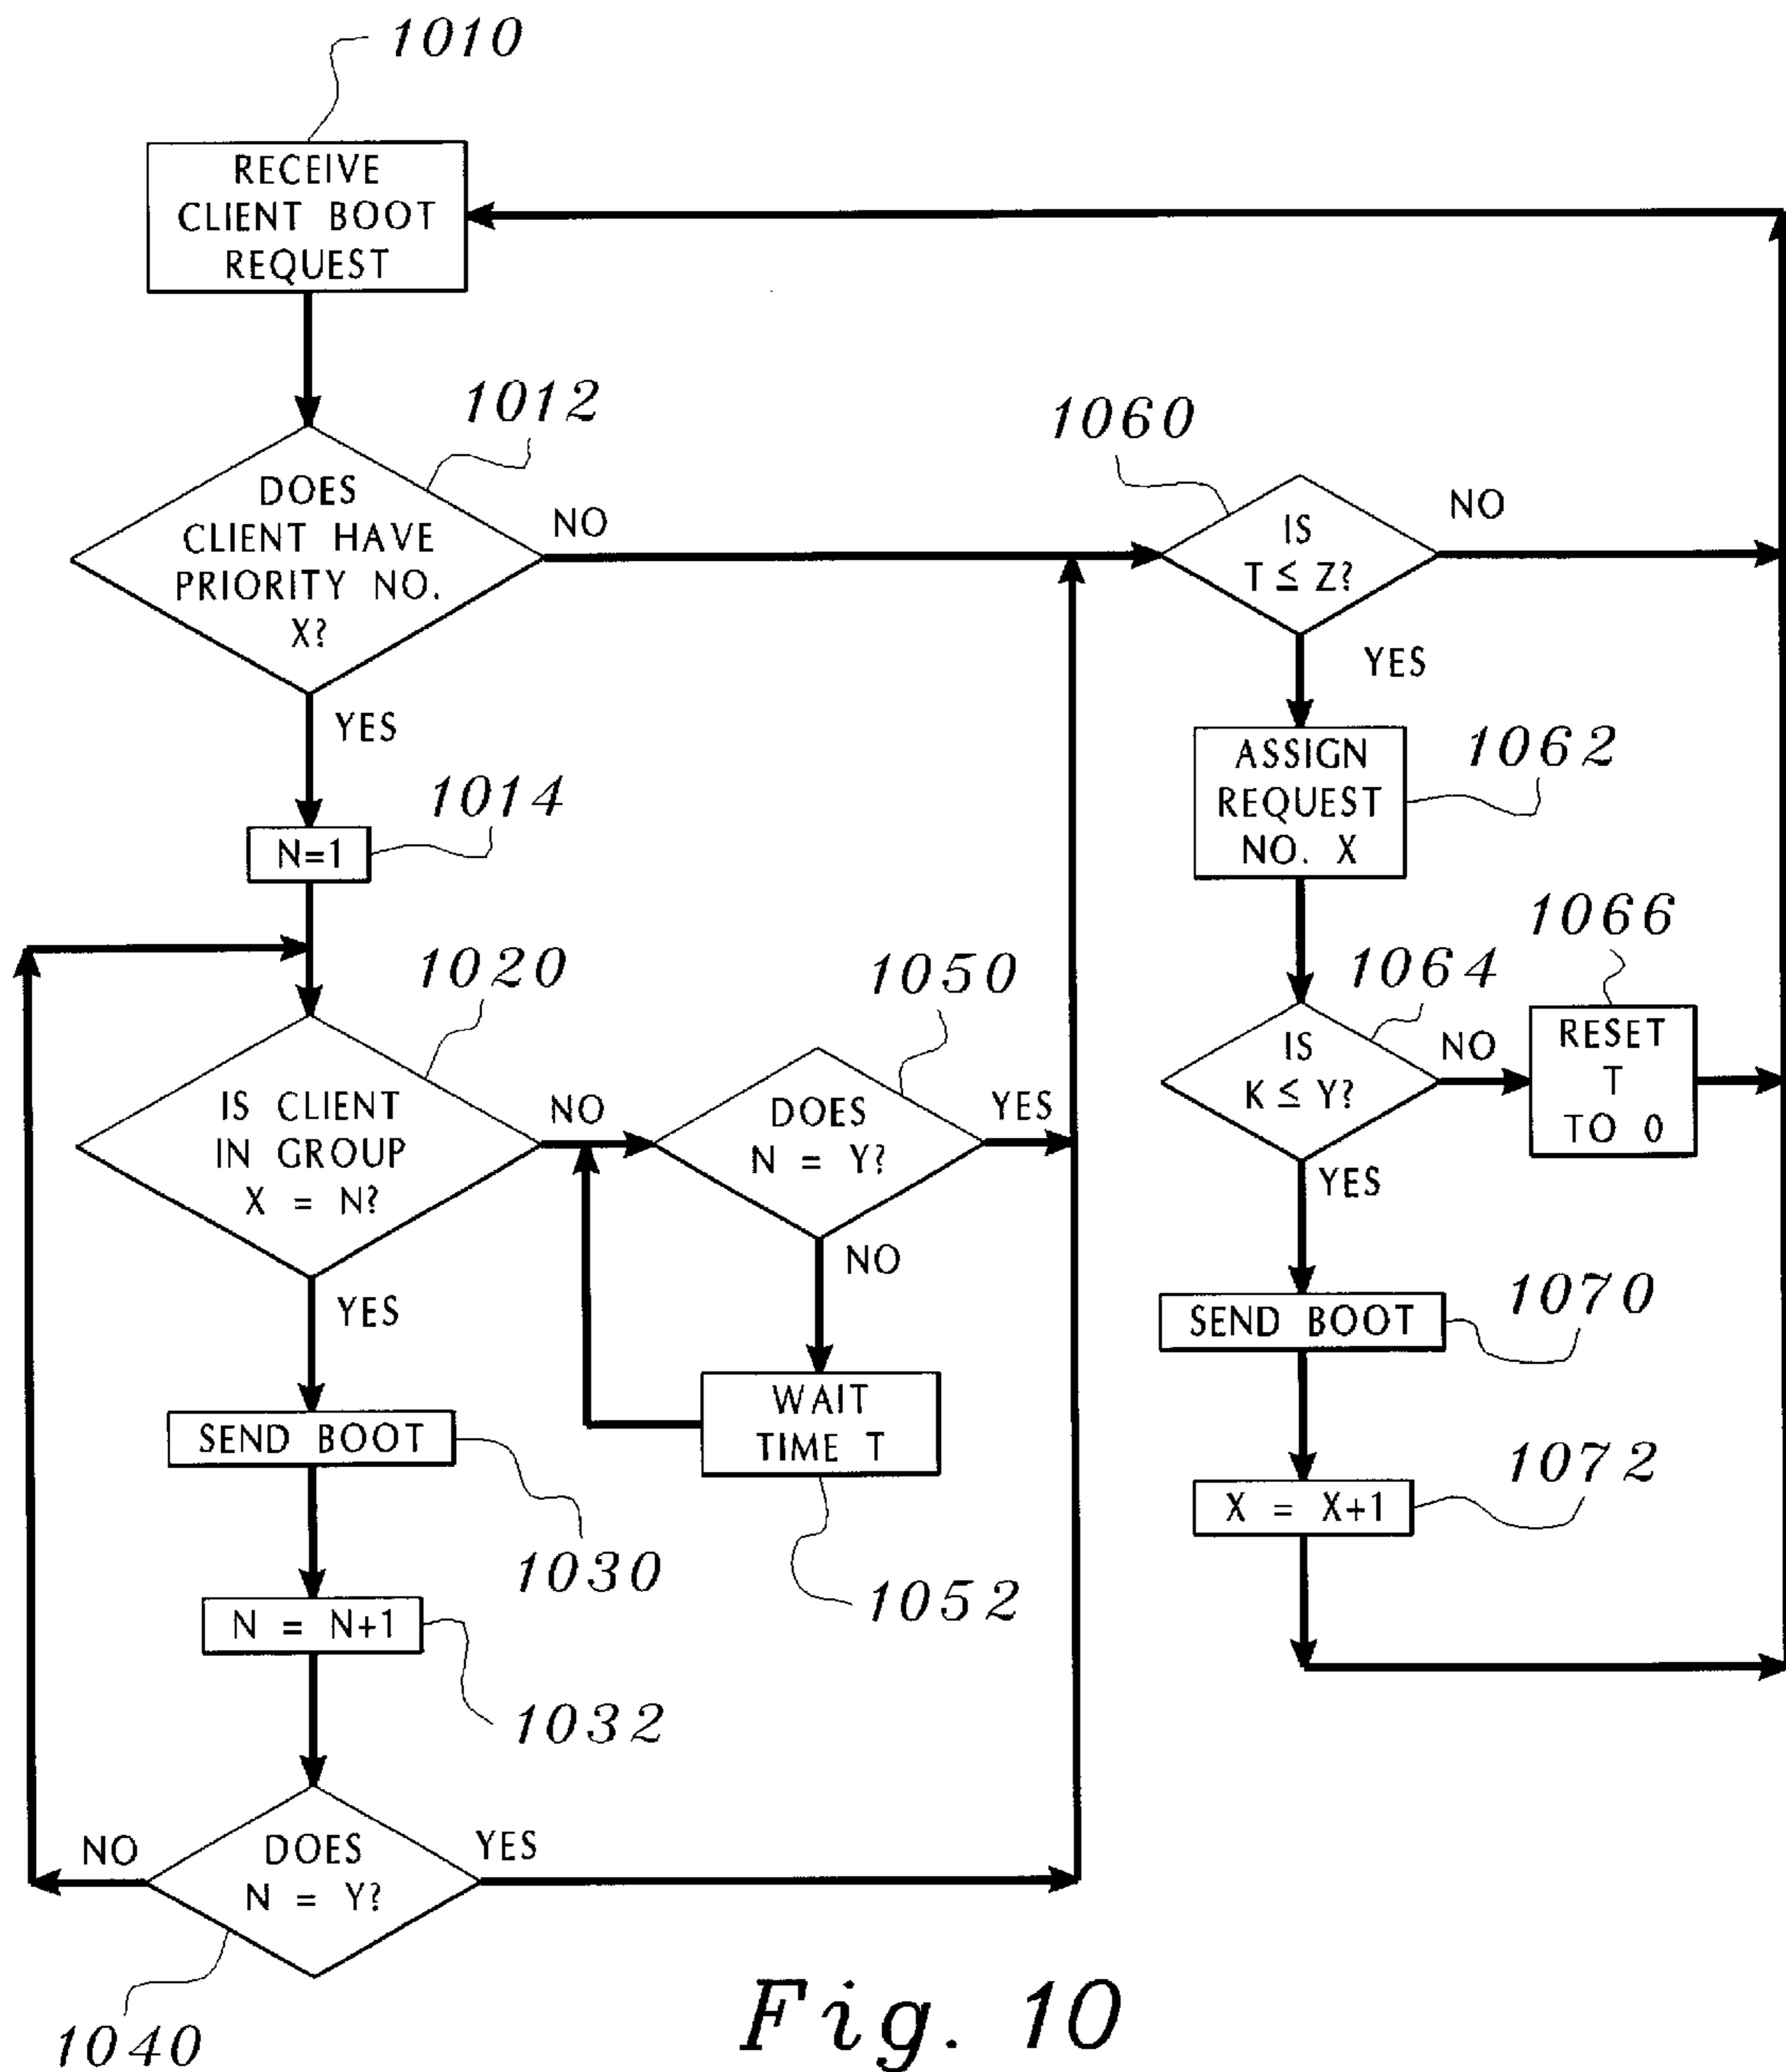 1010
RECEIVE
CLIENT BOOT
REQUEST
1012
DOES
CLIENT HAVE
PRIORITY NO.
X?
NO
YES
1060
IS
T ≤ Z?
NO
YES
1014
N=1
1062
ASSIGN
REQUEST
NO. X
1020
IS CLIENT
IN GROUP
X = N?
NO
YES
1050
DOES
N = Y?
YES
NO
1064
IS
K ≤ Y?
NO
YES
1066
RESET
T
TO 0
1070
SEND BOOT
WAIT
TIME T
1052
SEND BOOT
1030
1072
X = X+1
N = N+1
1032
NO
DOES
N = Y?
YES
1040
Fig. 10